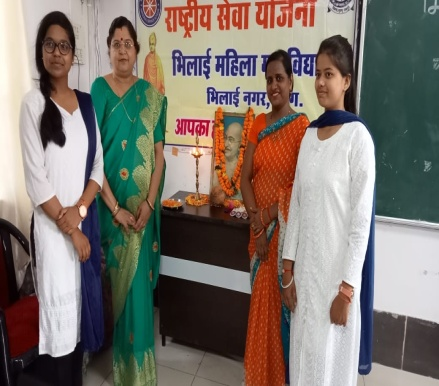 राष्ट्रीय सेवा योजना
भिलाई महिला म विद्या
भिलाई नगर, ग.
आपका